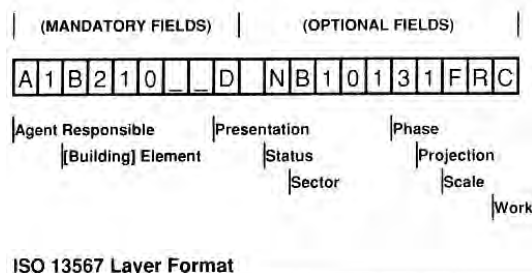 (MANDATORY FIELDS) (OPTIONAL FIELDS)
A1B210__D NB10131FRC
Agent Responsible Presentation Phase
[Building] Element Status Projection
Sector Scale
Work
ISO 13567 Layer Format